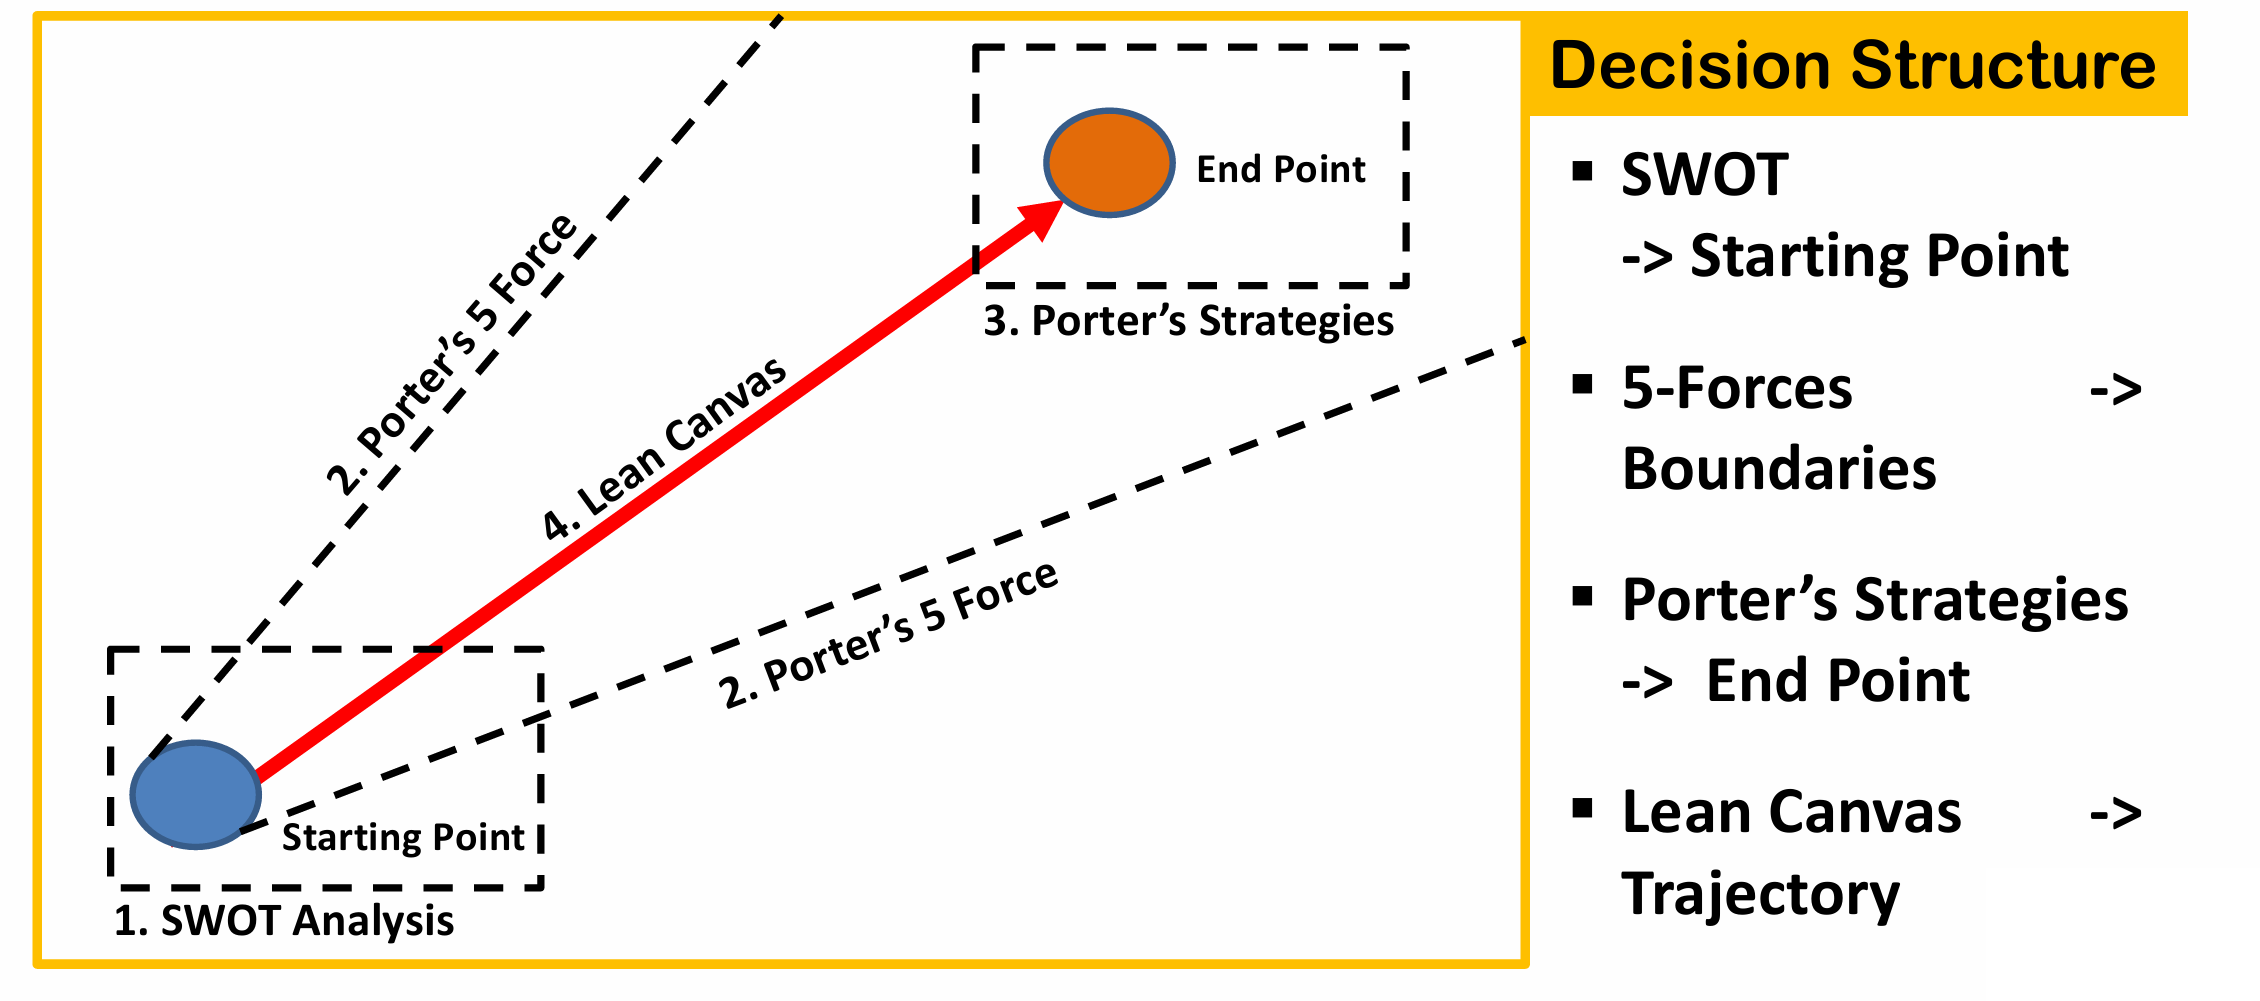 Decision Structure
End Point
3. Porter's Strategies
2. Porter's 5 Force
4. Lean Canvas
2. Porter's 5 Force
Starting Point
1. SWOT Analysis
▪ SWOT
-> Starting Point
▪ 5-Forces ->
Boundaries
▪ Porter’s Strategies
-> End Point
▪ Lean Canvas ->
Trajectory